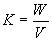 K = W/V